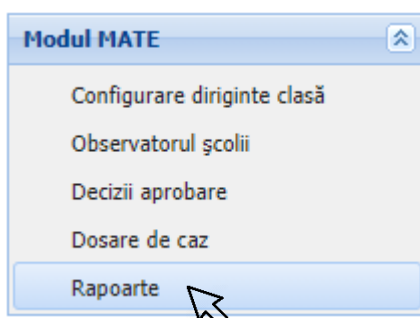 Modul MATE
Configurare diriginte clasă
Observatorul şcolii
Decizii aprobare
Dosare de caz
Rapoarte